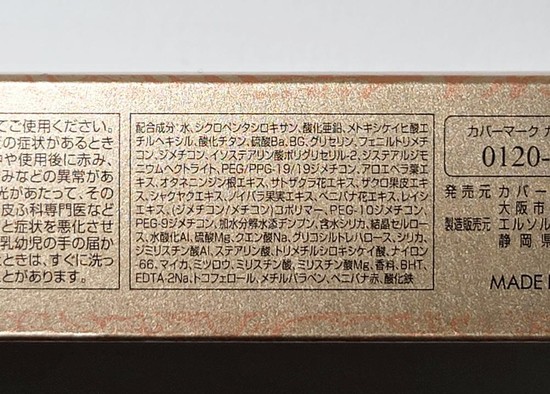 てご使用ください。
の症状があるとき
中や使用後に赤み、
みなどの異常があ
光があたって、その
皮ふ科専門医など
と症状を悪化させ
乳幼児の手の届か
ときは、すぐに洗っ
ことがあります。
配合成分:水、シクロペンタシロキサン、酸化亜鉛、メトキシケイヒ酸エ
チルヘキシル、酸化チタン、硫酸Ba、BG、グリセリン、フェニルトリメチ
コン、ジメチコン、イソステアリン酸ポリグリセリル-2、ジステアルジモ
ニウムヘクトライト、PEG/PPG-19/19ジメチコン、アロエベラ葉エ
キス、オタネニンジン根エキス、サトザクラ花エキス、ザクロ果皮エキ
ス、シャクヤクエキス、ノイバラ果実エキス、ベニバナ花エキス、レイシ
エキス、(ジメチコン/メチコン)コポリマー、PEG-10ジメチコン、
PEG-9ジメチコン、加水分解水添デンプン、含水シリカ、結晶セルロー
ス、水酸化Al、硫酸Mg、クエン酸Na、グリコシルトレハロース、シリカ、
ジミリスチン酸Al、ステアリン酸、トリメチルシロキシケイ酸、ナイロン
-66、マイカ、ミツロウ、ミリスチン酸、ミリスチン酸Mg、香料、BHT、
EDTA-2Na、トコフェロール、メチルパラベン、ベニバナ赤、酸化鉄
カバーマーク カ
0120-
発売元 カバー
大阪市
製造販売元 エルソル
静岡県
MADE